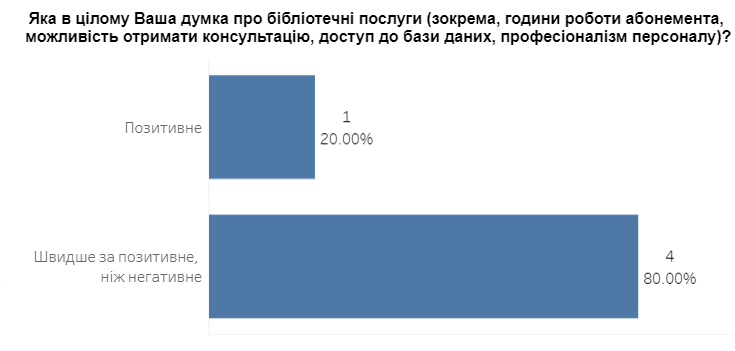 Яка в цілому Ваша думка про бібліотечні послуги (зокрема, години роботи абонемента,
можливість отримати консультацію, доступ до бази даних, професіоналізм персоналу)?
Позитивне
1
20.00%
Швидше за позитивне,
ніж негативне
4
80.00%